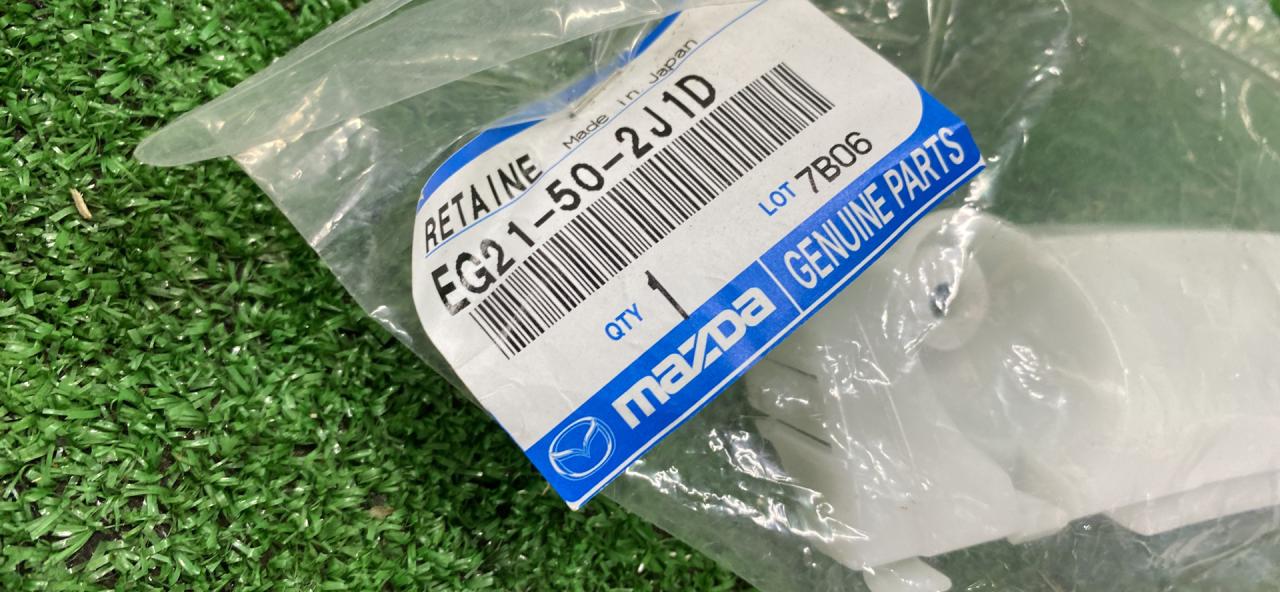 Made in Japan
RETAINE
EG21-50-2J1D
LOT 7B06
QTY 1
mazda GENUINE PARTS